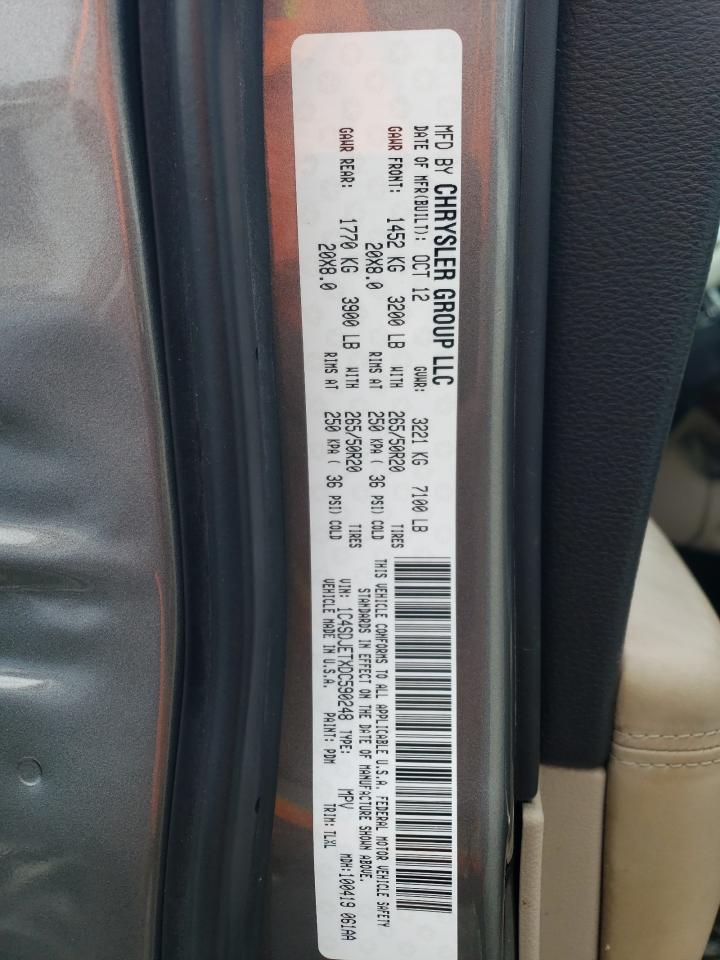 MFD BY CHRYSLER GROUP LLC
DATE OF MFR(BUILT): OCT 12 GVWR: 3221 KG 7100 LB
GAWR FRONT: 1452 KG 3200 LB WITH 265/50R20 TIRES
20X8.0 RIMS AT 250 KPA ( 36 PSI) COLD
GAWR REAR: 1770 KG 3900 LB WITH 265/50R20 TIRES
20X8.0 RIMS AT 250 KPA ( 36 PSI) COLD
THIS VEHICLE CONFORMS TO ALL APPLICABLE U.S.A. FEDERAL MOTOR VEHICLE SAFETY
STANDARDS IN EFFECT ON THE DATE OF MANUFACTURE SHOWN ABOVE.
VIN: 1C4SDJETXDC590248 TYPE: MPV MDH:100419 061AA
VEHICLE MADE IN U.S.A. PAINT: PDM TRIM: TLXL